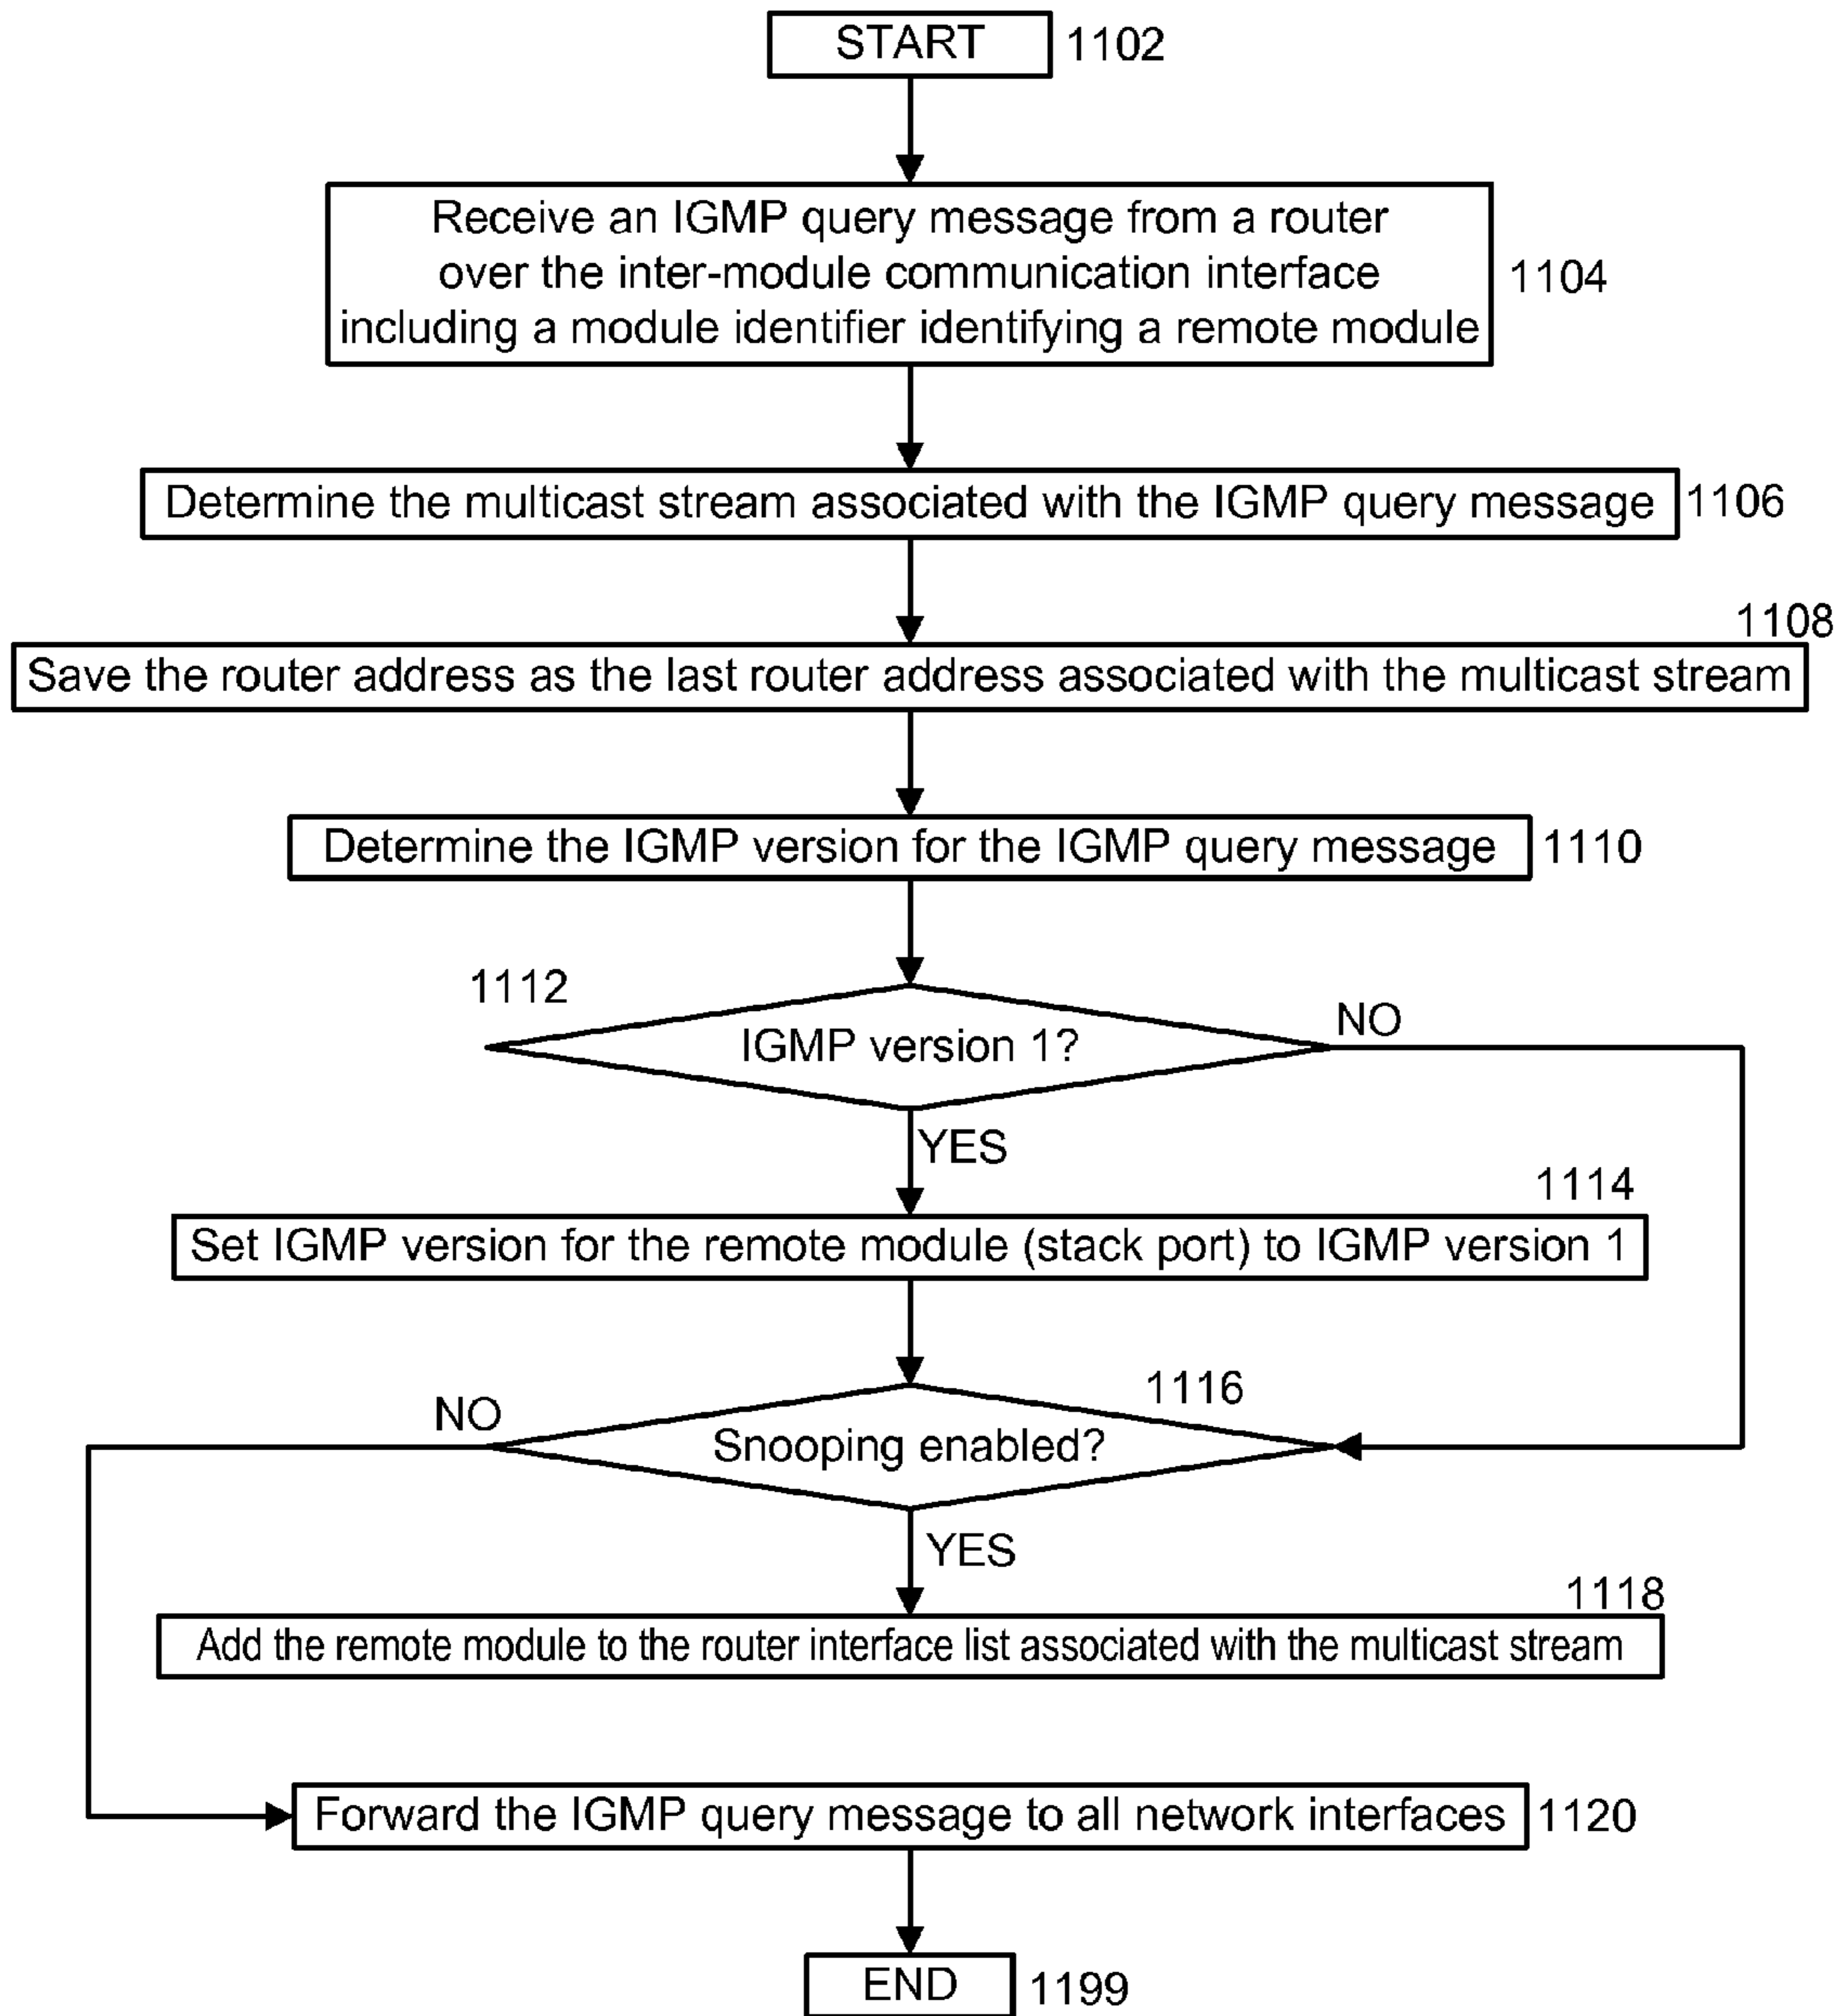 START 1102
Receive an IGMP query message from a router
over the inter-module communication interface
including a module identifier identifying a remote module
1104
Determine the multicast stream associated with the IGMP query message 1106
1108
Save the router address as the last router address associated with the multicast stream
Determine the IGMP version for the IGMP query message 1110
1112
IGMP version 1?
NO
YES
1114
Set IGMP version for the remote module (stack port) to IGMP version 1
1116
NO
Snooping enabled?
YES
1118
Add the remote module to the router interface list associated with the multicast stream
Forward the IGMP query message to all network interfaces 1120
END 1199